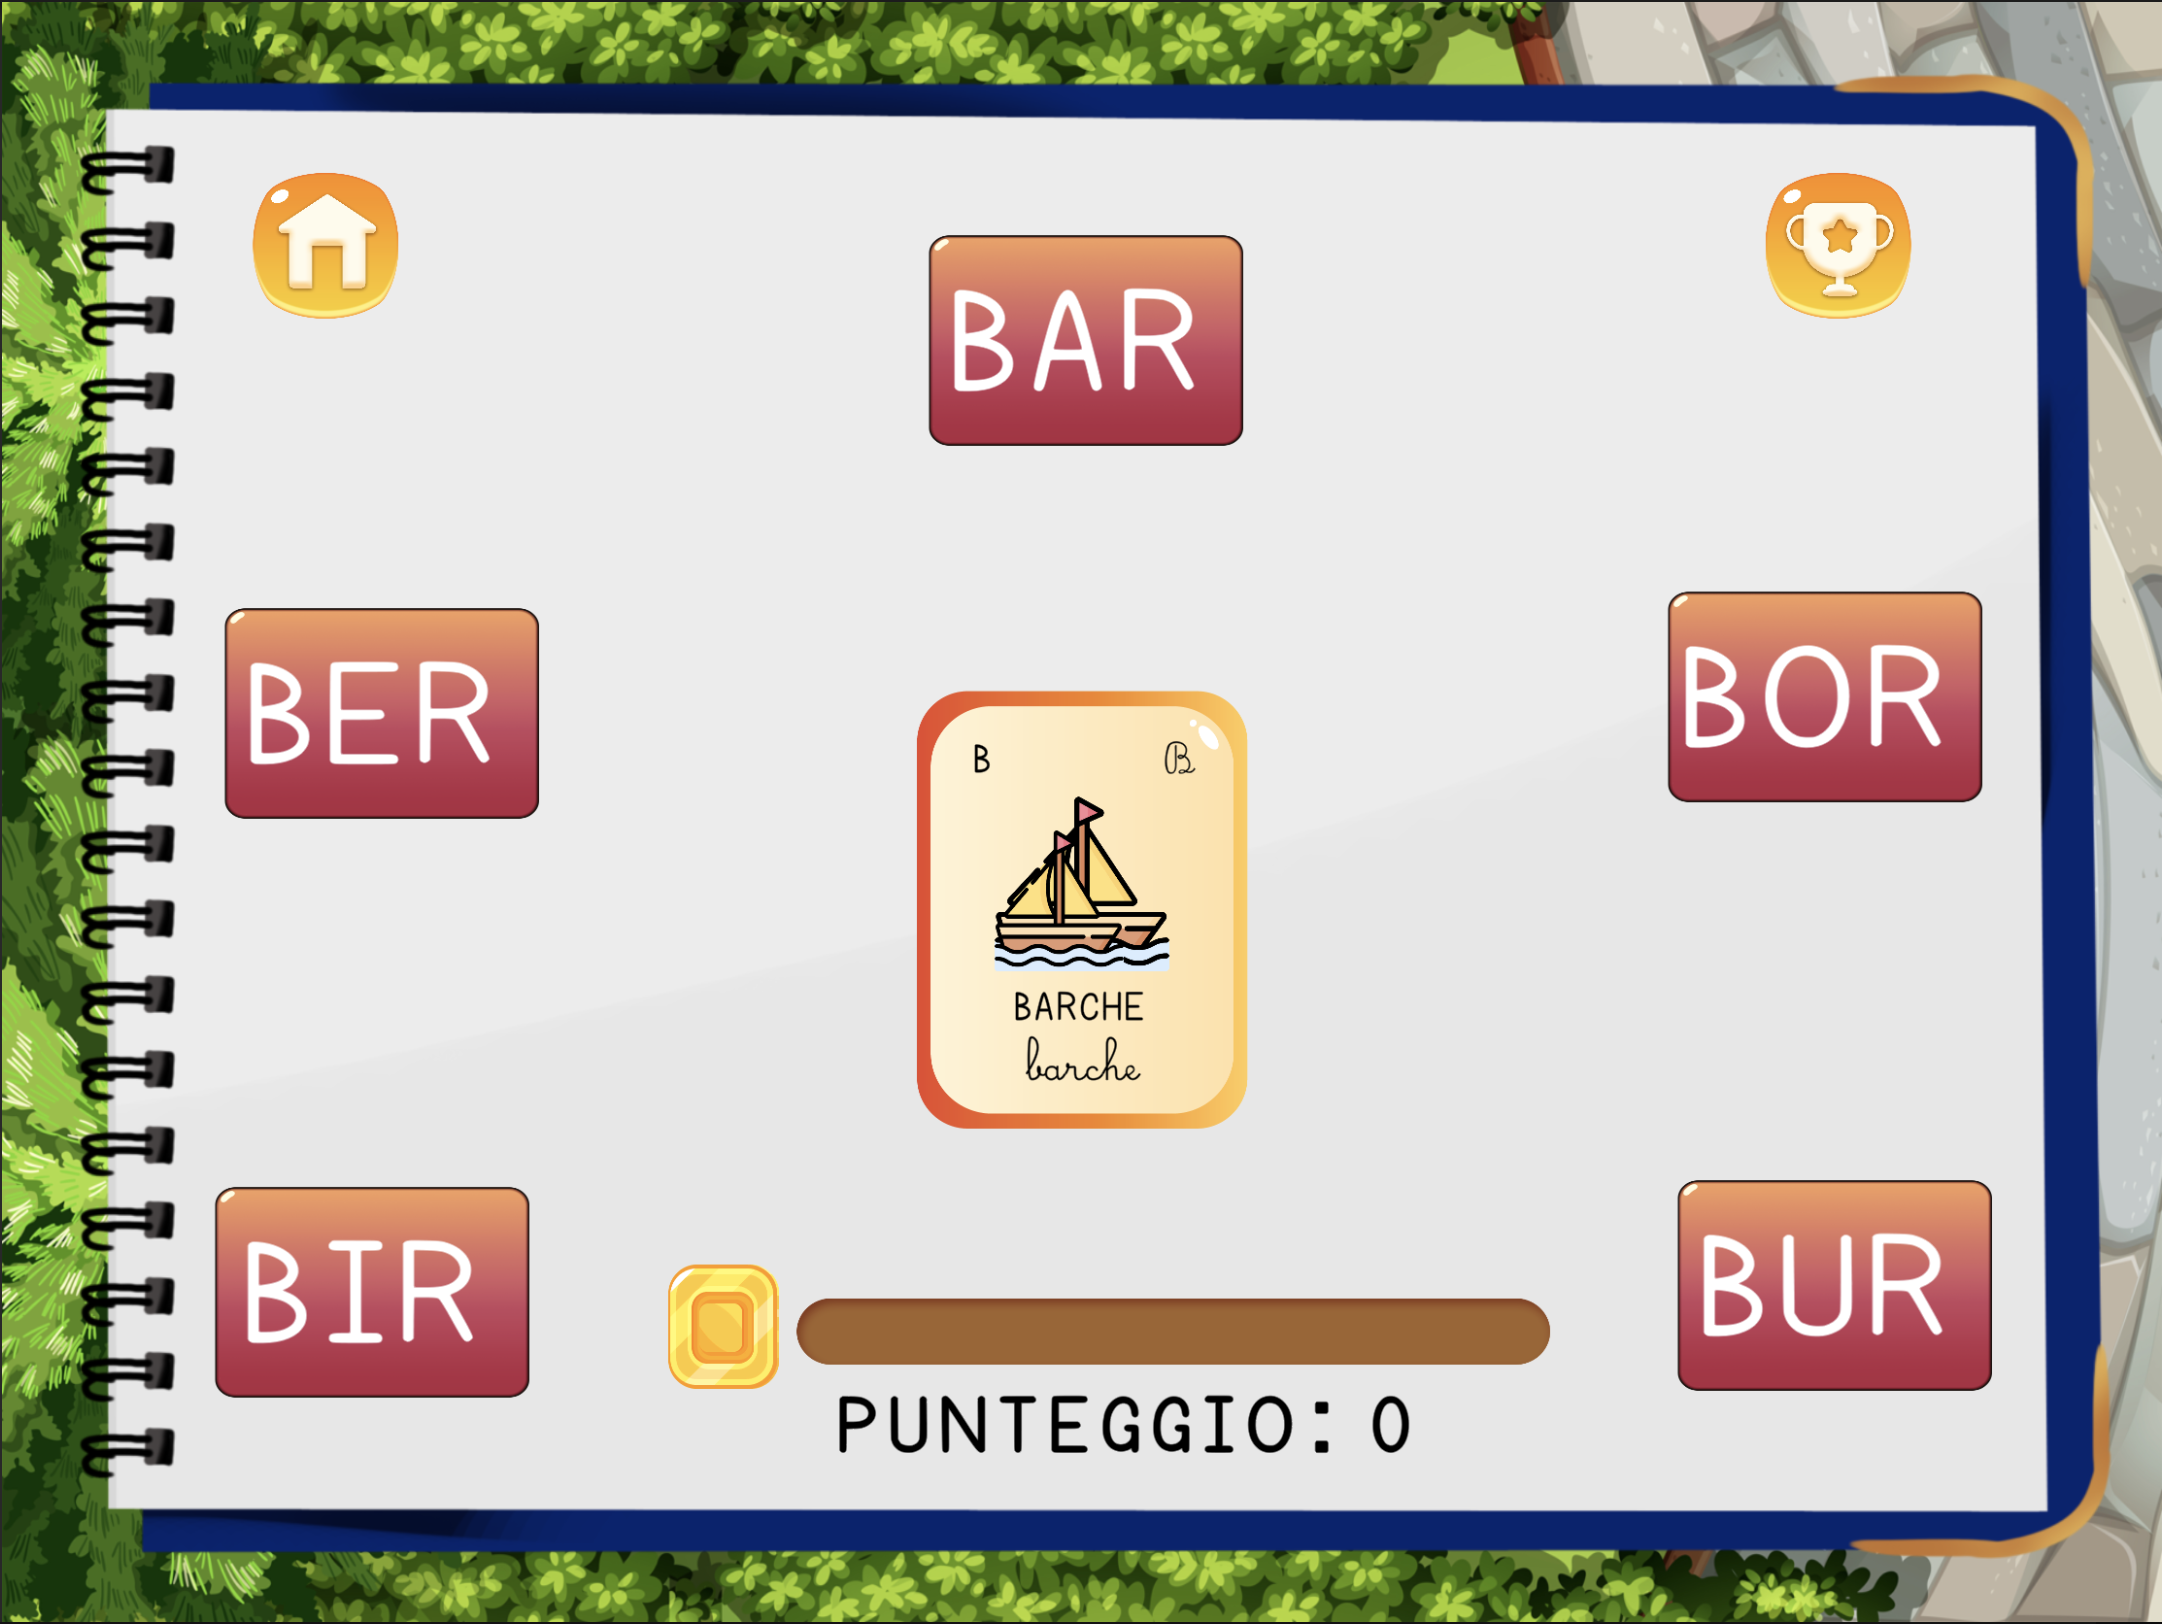 BAR
BER
BOR
B B
BARCHE
barche
BIR
BUR
PUNTEGGIO: 0